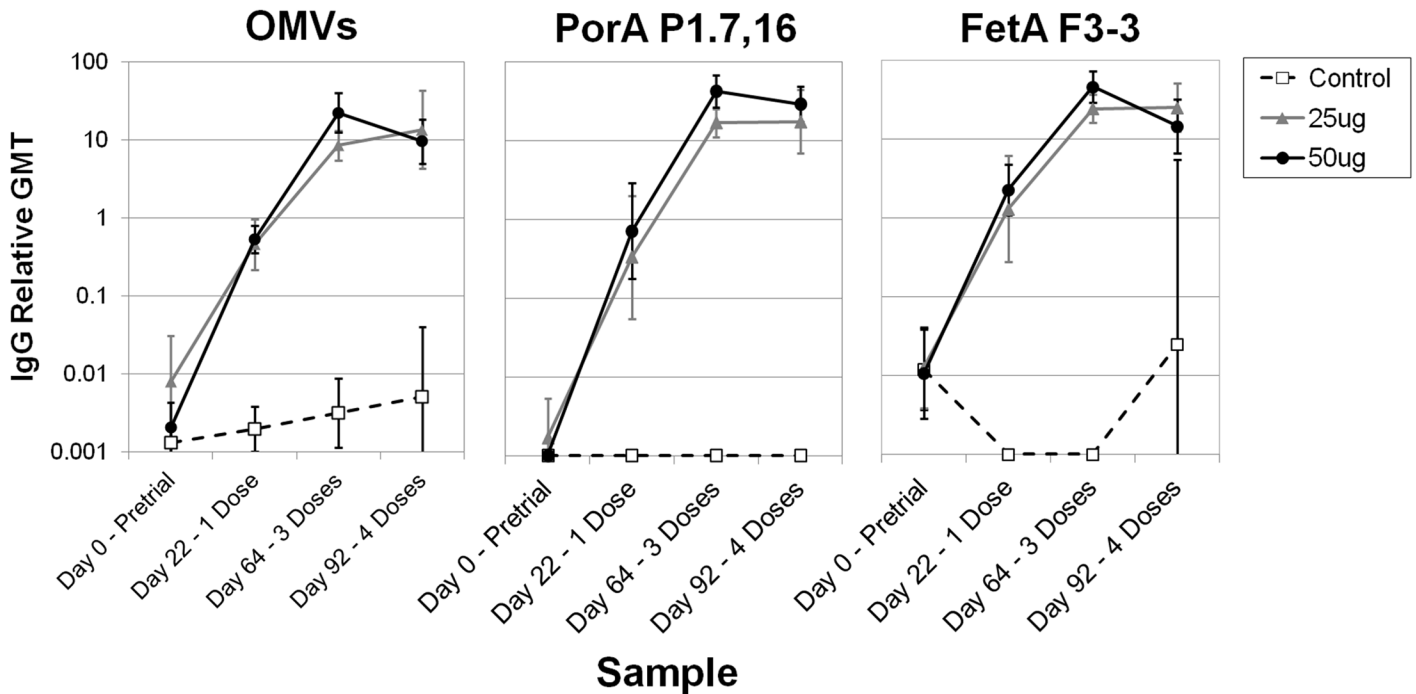 OMVs
PorA P1.7,16
FetA F3-3
IgG Relative GMT
100
10
1
0.1
0.01
0.001
Day 0 - Pretrial
Day 22 - 1 Dose
Day 64 - 3 Doses
Day 92 - 4 Doses
Day 0 - Pretrial
Day 22 - 1 Dose
Day 64 - 3 Doses
Day 92 - 4 Doses
Day 0 - Pretrial
Day 22 - 1 Dose
Day 64 - 3 Doses
Day 92 - 4 Doses
Control
25ug
50ug
Sample